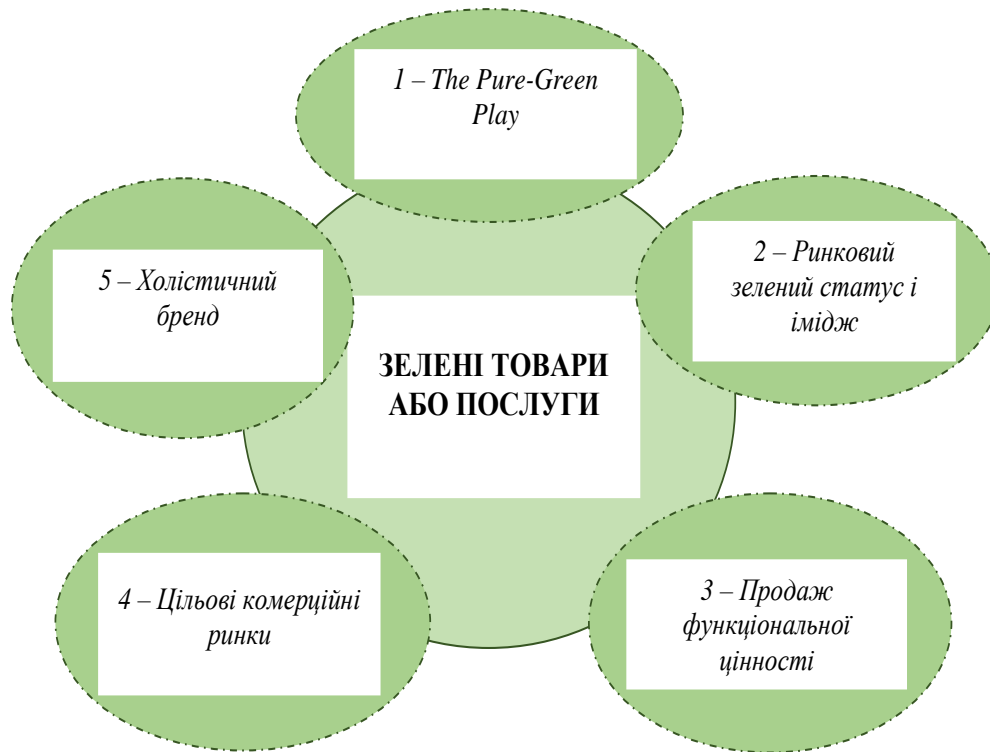 1 – The Pure-Green
Play
2 – Ринковий
зелений статус і
імідж
5 – Холістичний
бренд
ЗЕЛЕНІ ТОВАРИ
АБО ПОСЛУГИ
4 – Цільові комерційні
ринки
3 – Продаж
функціональної
цінності